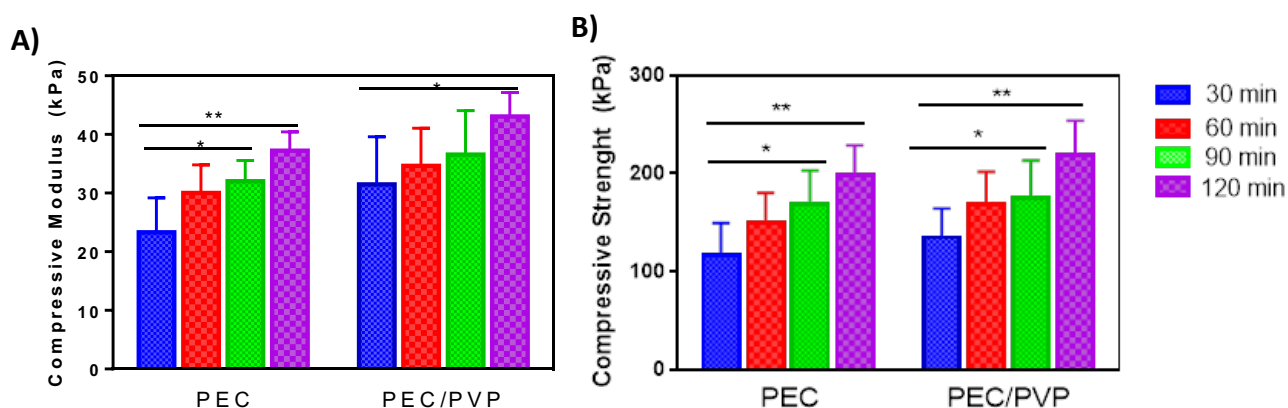 A)
Compressive Modulus (kPa)
50
40
30
20
10
0
**
*
*
PEC
PEC/PVP
B)
Compressive Strenght (kPa)
300
200
100
0
**
*
**
*
PEC
PEC/PVP
30 min
60 min
90 min
120 min